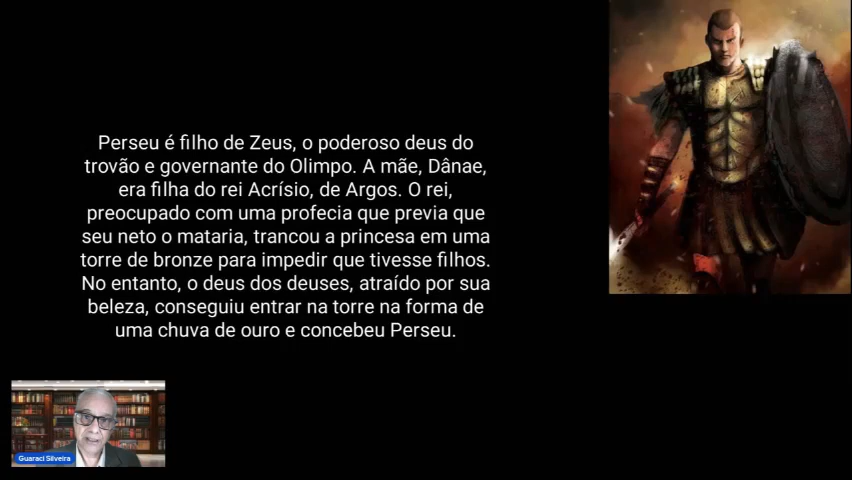 Perseu é filho de Zeus, o poderoso deus do
trovão e governante do Olimpo. A mãe, Dânae,
era filha do rei Acrísio, de Argos. O rei,
preocupado com uma profecia que previa que
seu neto o mataria, trancou a princesa em uma
torre de bronze para impedir que tivesse filhos.
No entanto, o deus dos deuses, atraído por sua
beleza, conseguiu entrar na torre na forma de
uma chuva de ouro e concebeu Perseu.
Guaraci Silveira